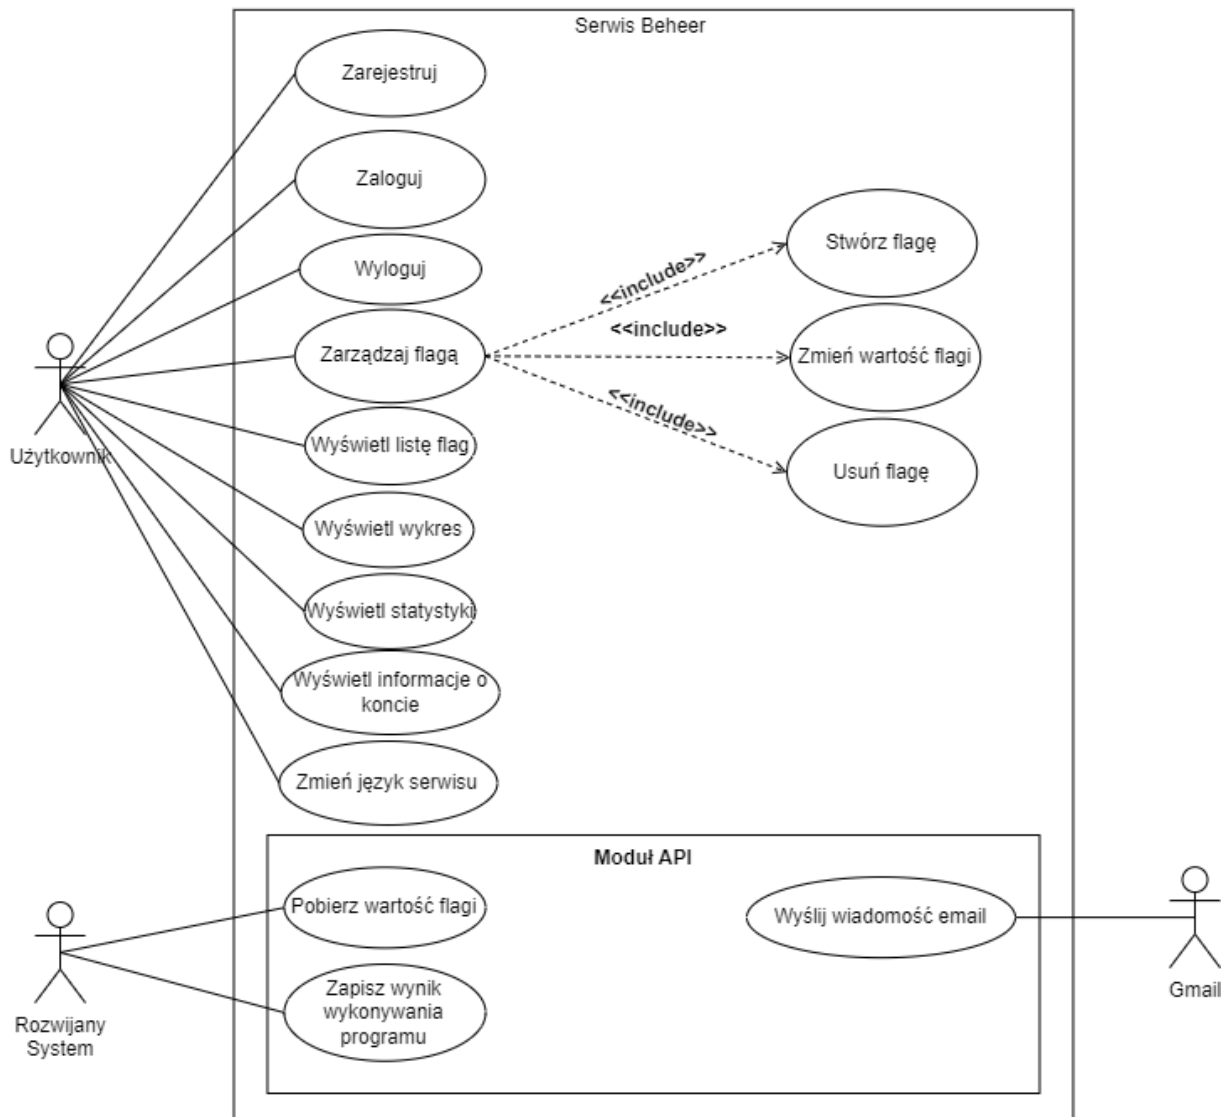 Serwis Beheer
Zarejestruj
Zaloguj
Wyloguj
Zarządzaj flagą
Wyświetl listę flag
Wyświetl wykres
Wyświetl statystyki
Wyświetl informacje o
koncie
Zmień język serwisu
<<include>>
<<include>>
<<include>>
Stwórz flagę
Zmień wartość flagi
Usuń flagę
Użytkownik
Moduł API
Pobierz wartość flagi
Zapisz wynik
wykonywania
programu
Wyślij wiadomość email
Rozwijany
System
Gmail